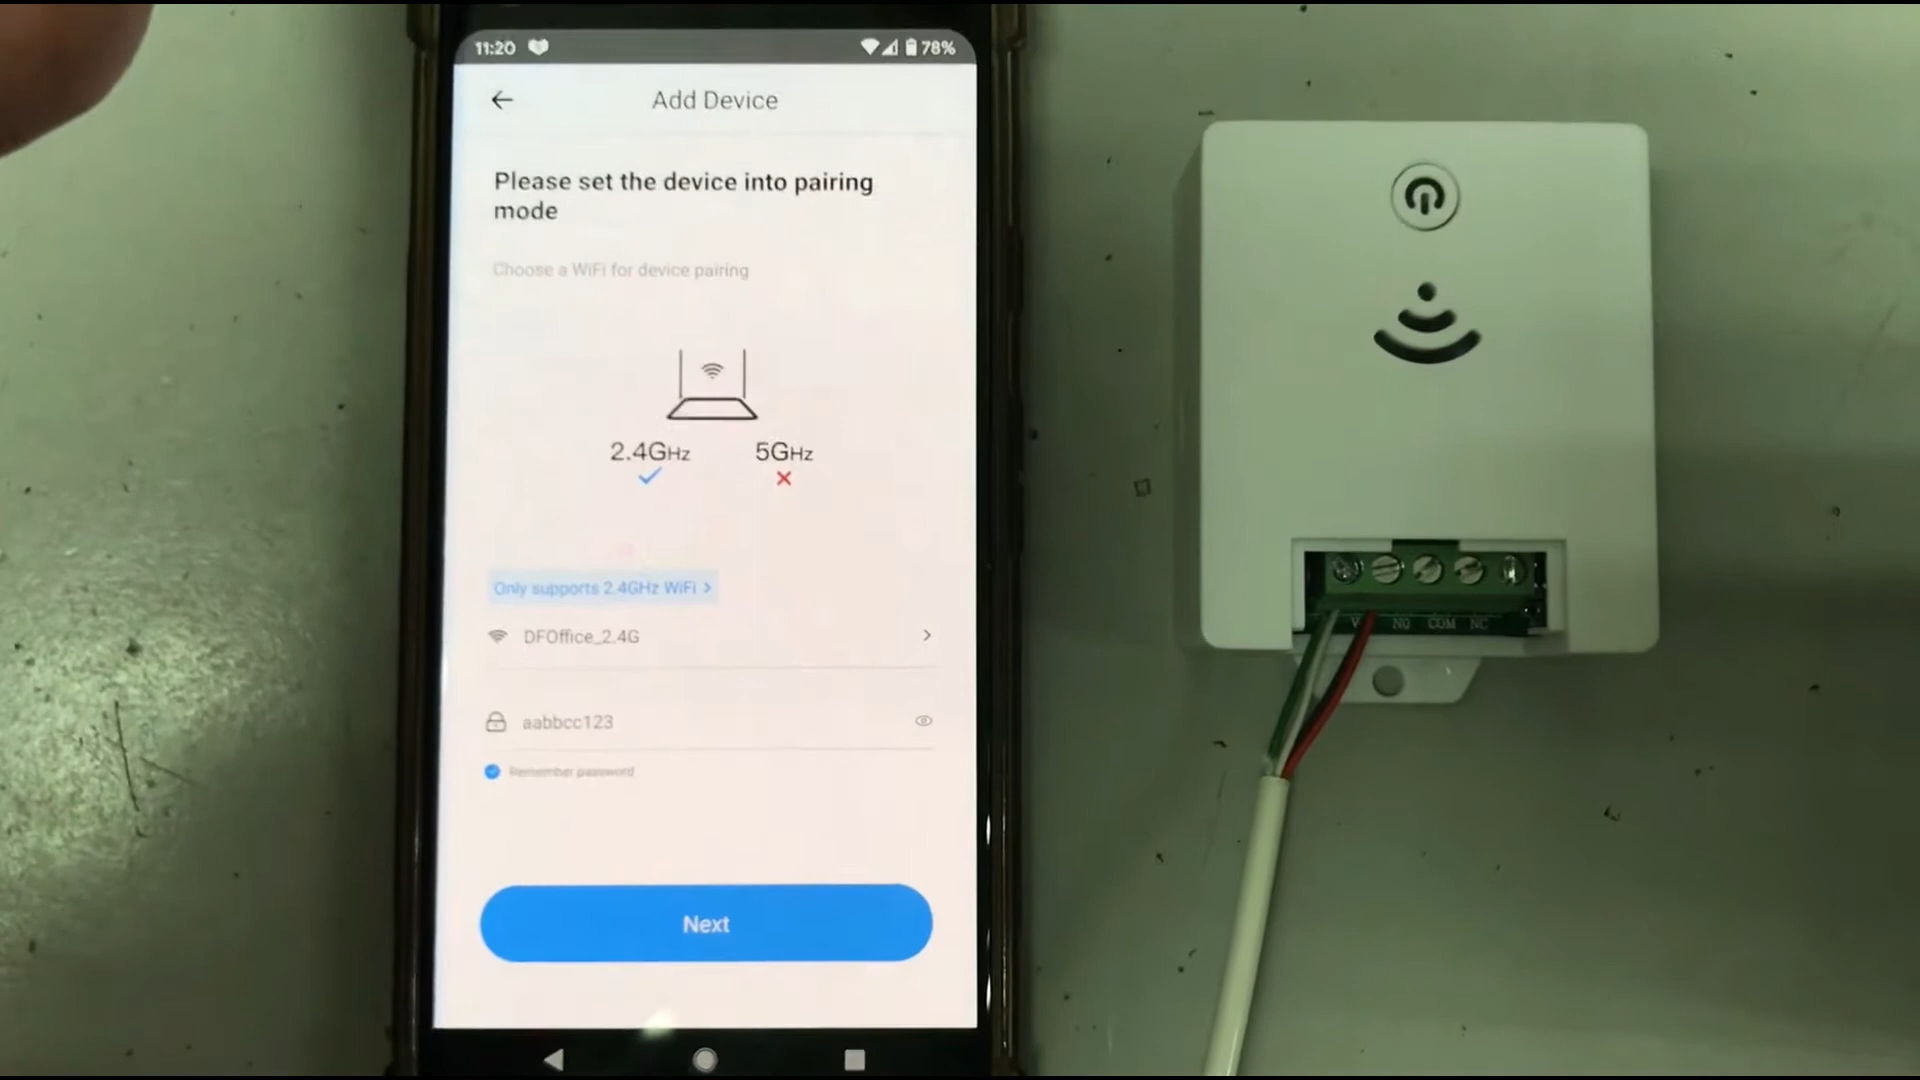 11:20
78%
Add Device
Please set the device into pairing
mode
Choose a WiFi for device pairing
2.4GHz
5GHz
Only supports 2.4GHz WiFi >
DFOffice_2.4G
aabbcc123
Remember password
Next
V
NO COM NC